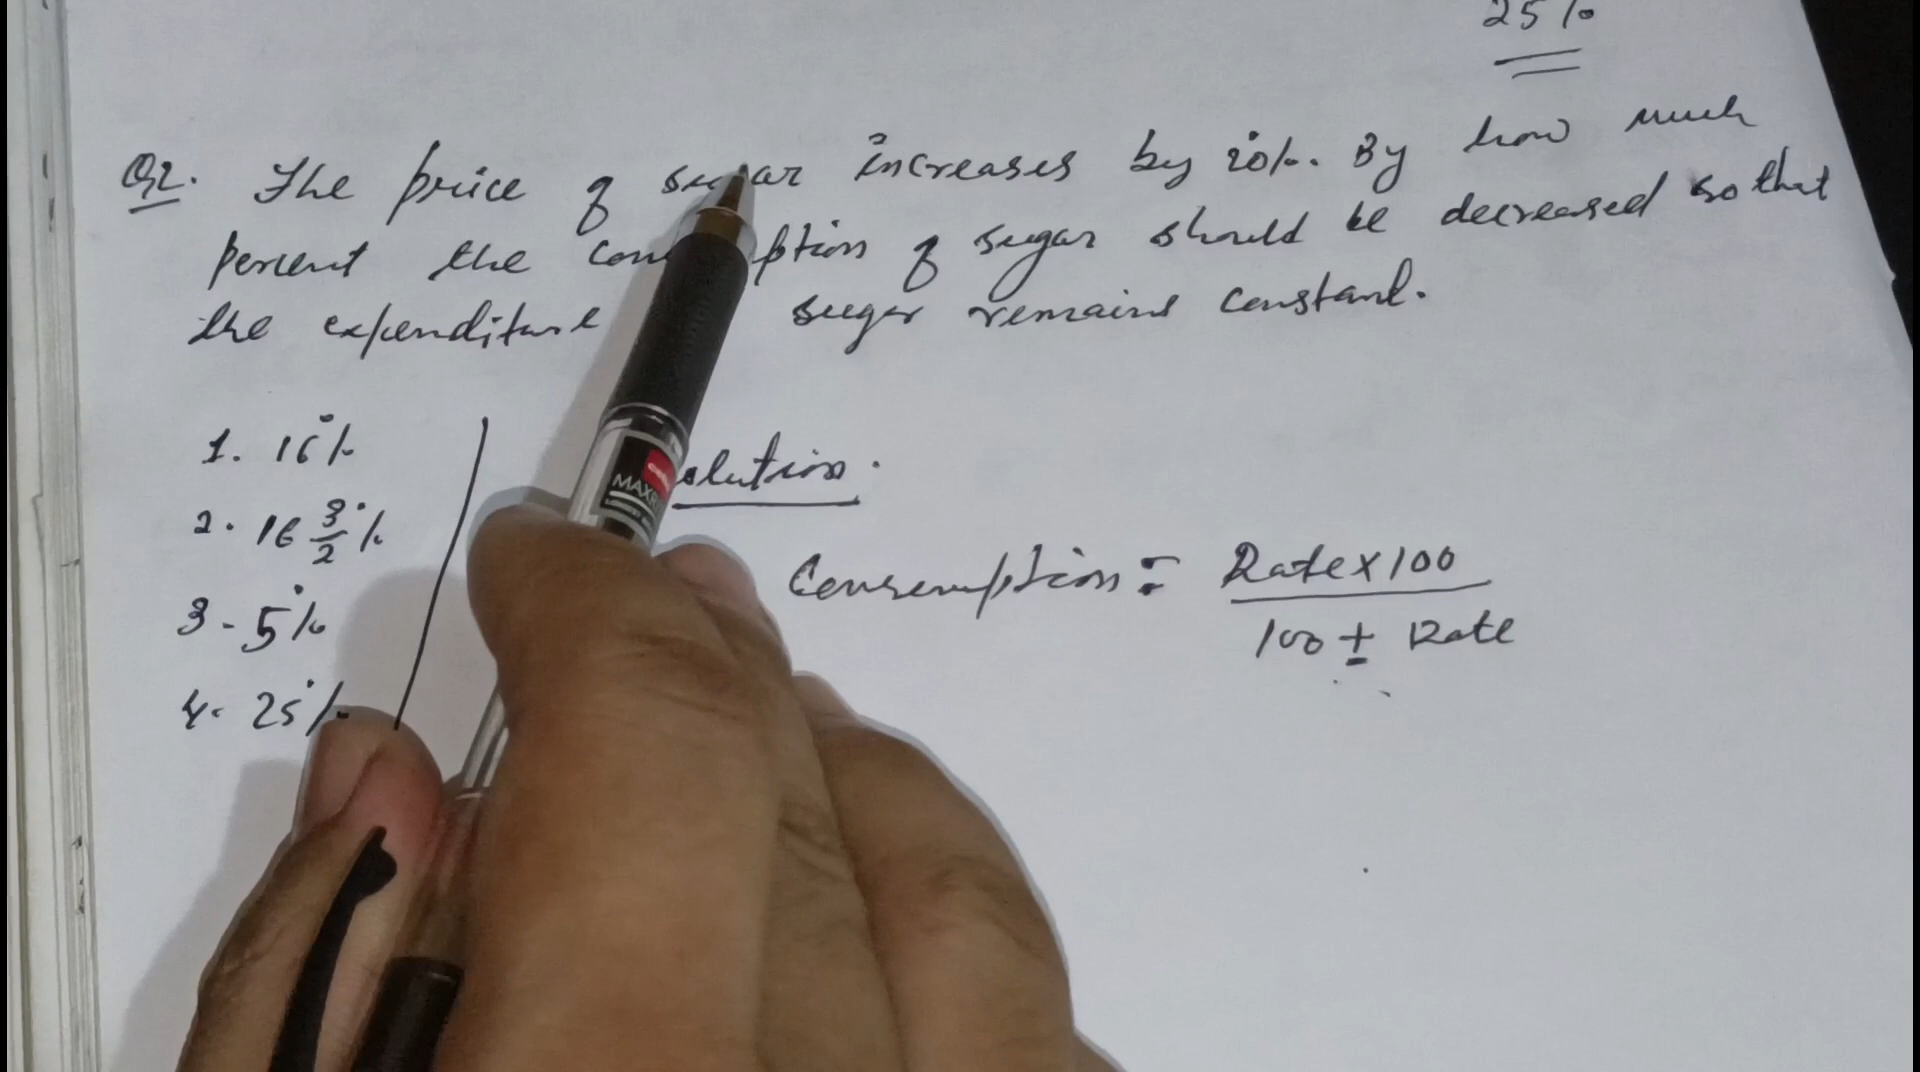 25%
Q2. The price of sugar increases by 20%. By how much
percent the consumption of sugar should be decreased so that
the expenditure sugar remains constant.
1. 16%
2. 16 3/2 %
3. 5%
4. 25%
olution.
Consumption = Rate x 100 / 100 ± Rate
MAXR